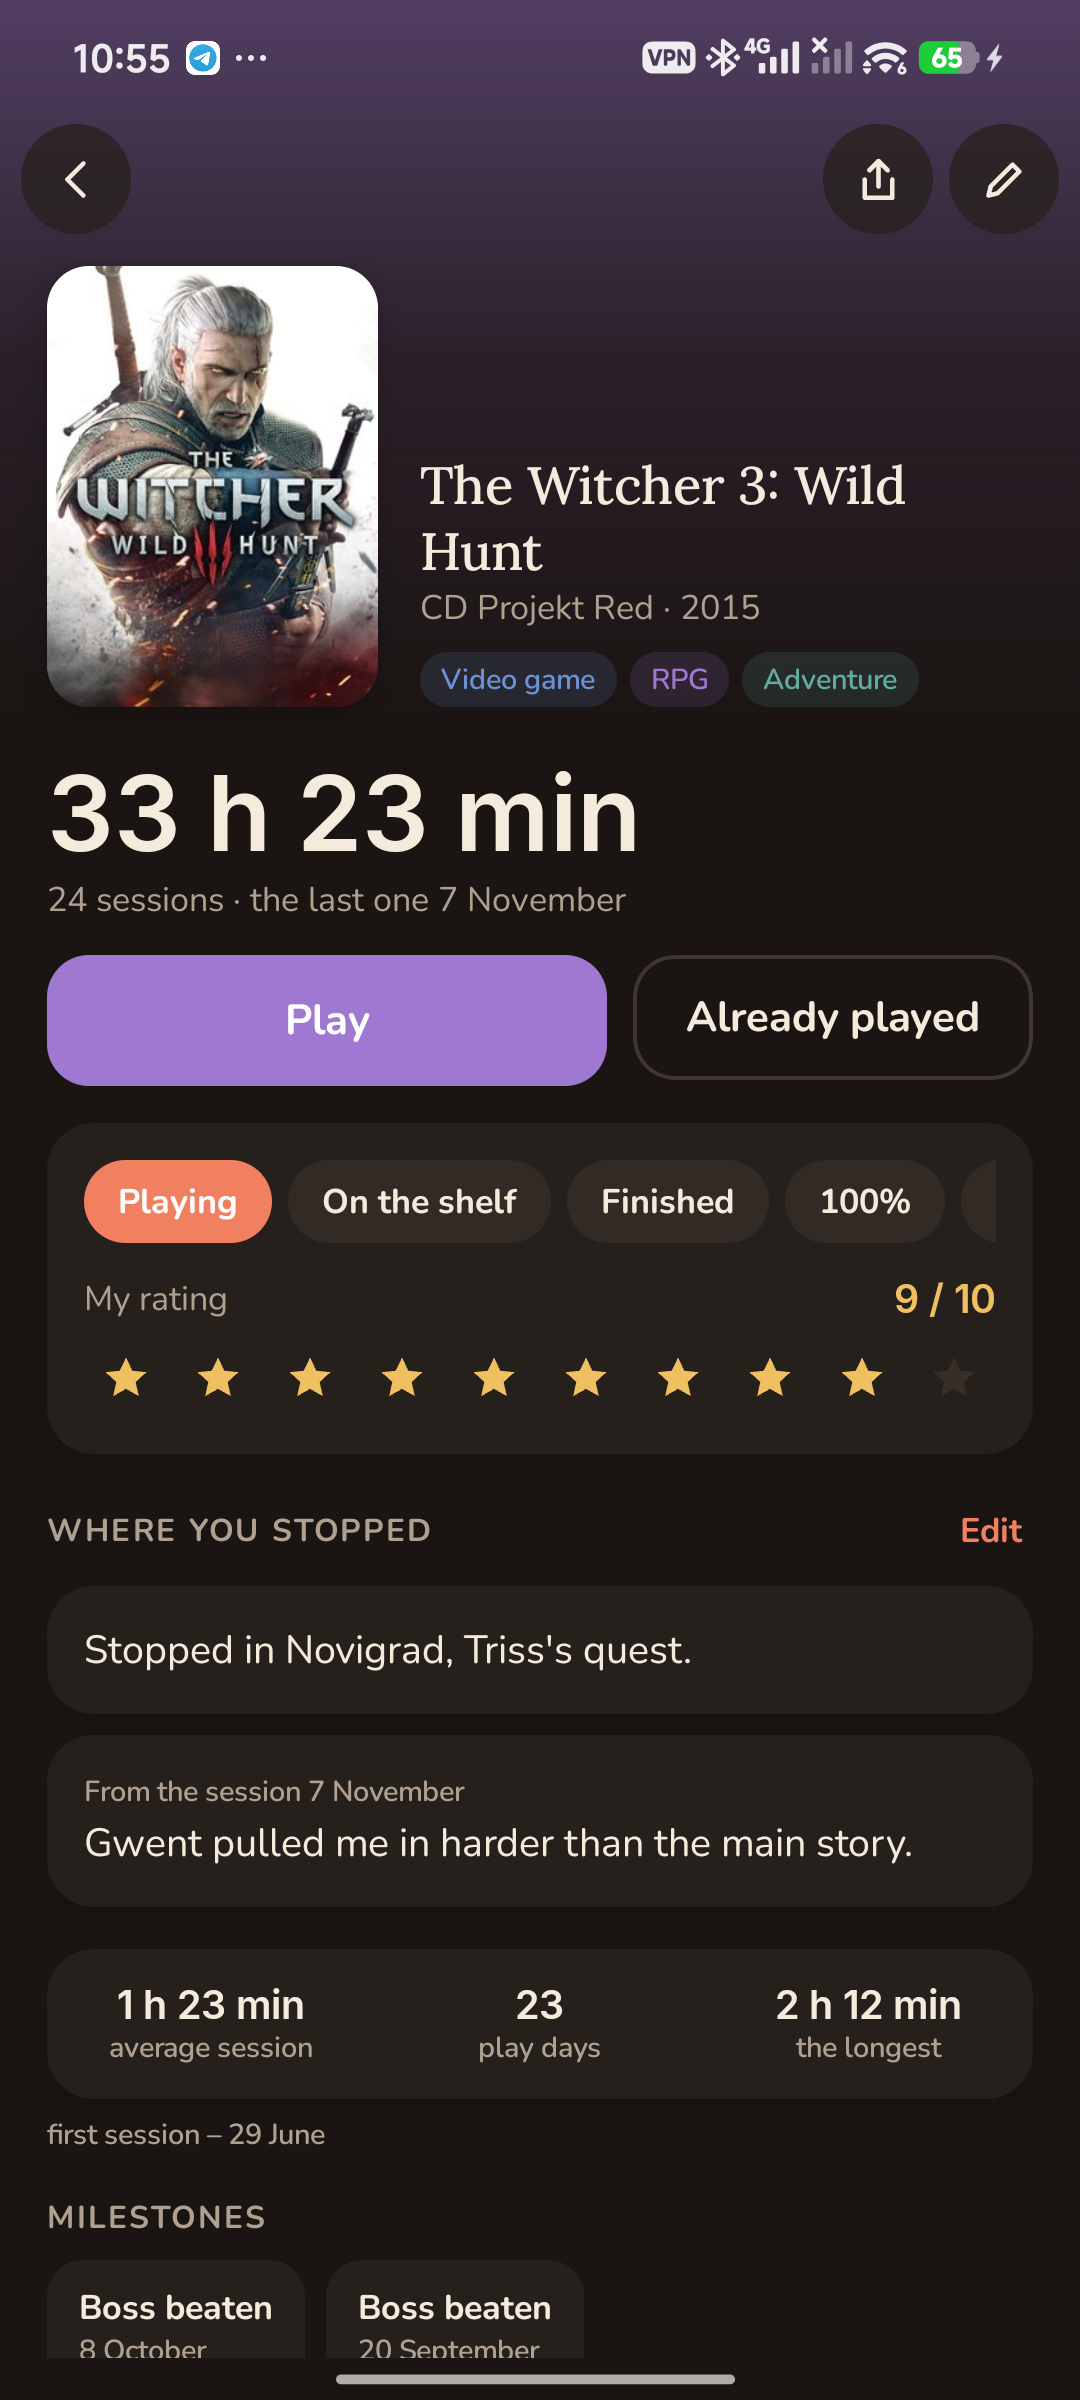 10:55
VPN 4G 6 65
THE
WITCHER
WILD HUNT
The Witcher 3: Wild
Hunt
CD Projekt Red · 2015
Video game RPG Adventure
33 h 23 min
24 sessions · the last one 7 November
Play Already played
Playing On the shelf Finished 100%
My rating 9 / 10
WHERE YOU STOPPED Edit
Stopped in Novigrad, Triss's quest.
From the session 7 November
Gwent pulled me in harder than the main story.
1 h 23 min 23 2 h 12 min
average session play days the longest
first session – 29 June
MILESTONES
Boss beaten Boss beaten
8 October 20 September